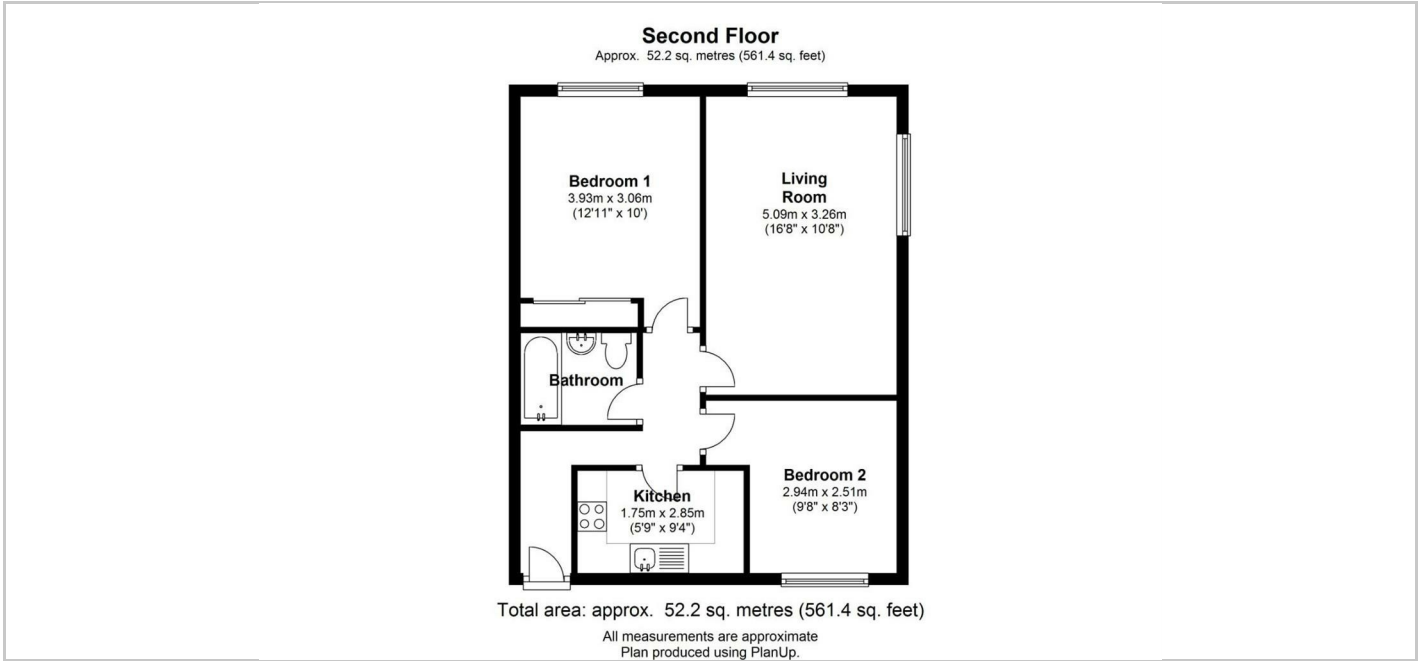 Second Floor
Approx. 52.2 sq. metres (561.4 sq. feet)
Bedroom 1
3.93m x 3.06m
(12'11" x 10')
Living
Room
5.09m x 3.26m
(16'8" x 10'8")
Bathroom
Bedroom 2
2.94m x 2.51m
(9'8" x 8'3")
Kitchen
1.75m x 2.85m
(5'9" x 9'4")
Total area: approx. 52.2 sq. metres (561.4 sq. feet)
All measurements are approximate
Plan produced using PlanUp.